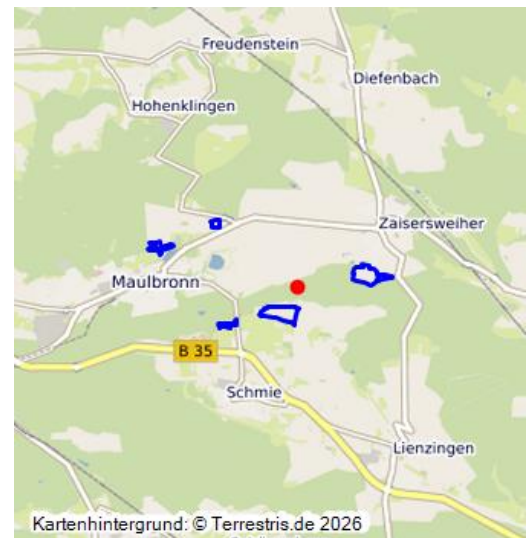 Freudenstein
Diefenbach
Hohenklingen
Zaisersweiher
Maulbronn
B 35
Schmie
Lienzingen
Kartenhintergrund: © Terrestris.de 2026